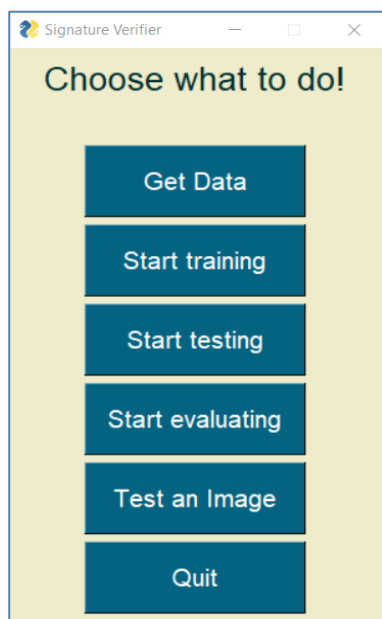 Signature Verifier
Choose what to do!
Get Data
Start training
Start testing
Start evaluating
Test an Image
Quit